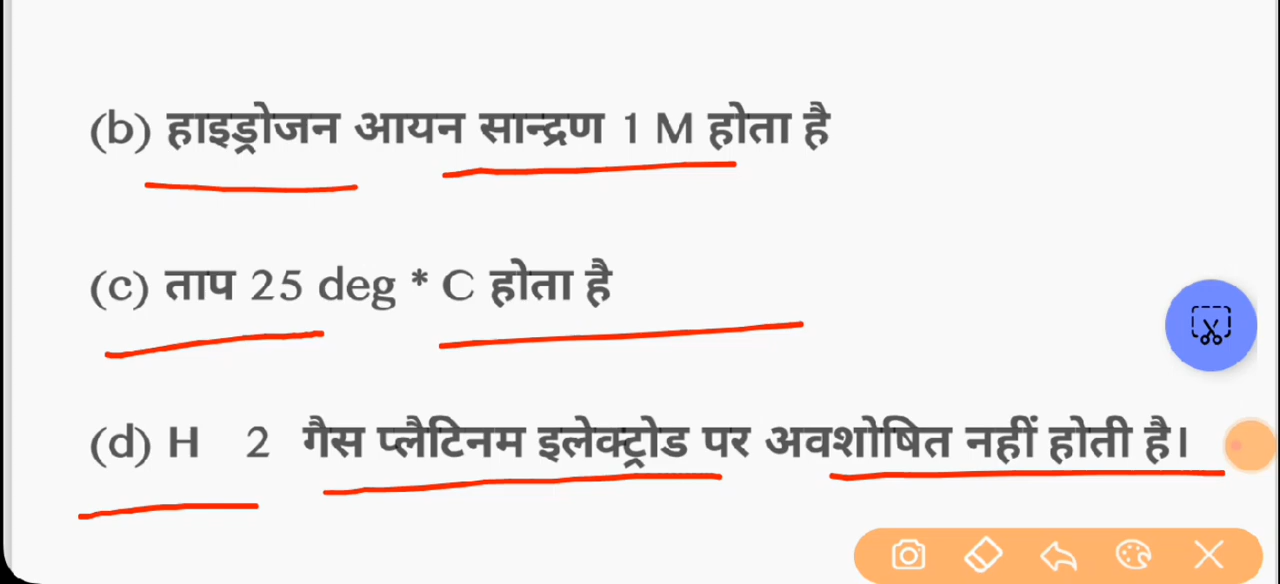 (b) हाइड्रोजन आयन सान्द्रण 1 M होता है
(c) ताप 25 deg * C होता है
(d) H 2 गैस प्लैटिनम इलेक्ट्रोड पर अवशोषित नहीं होती है।